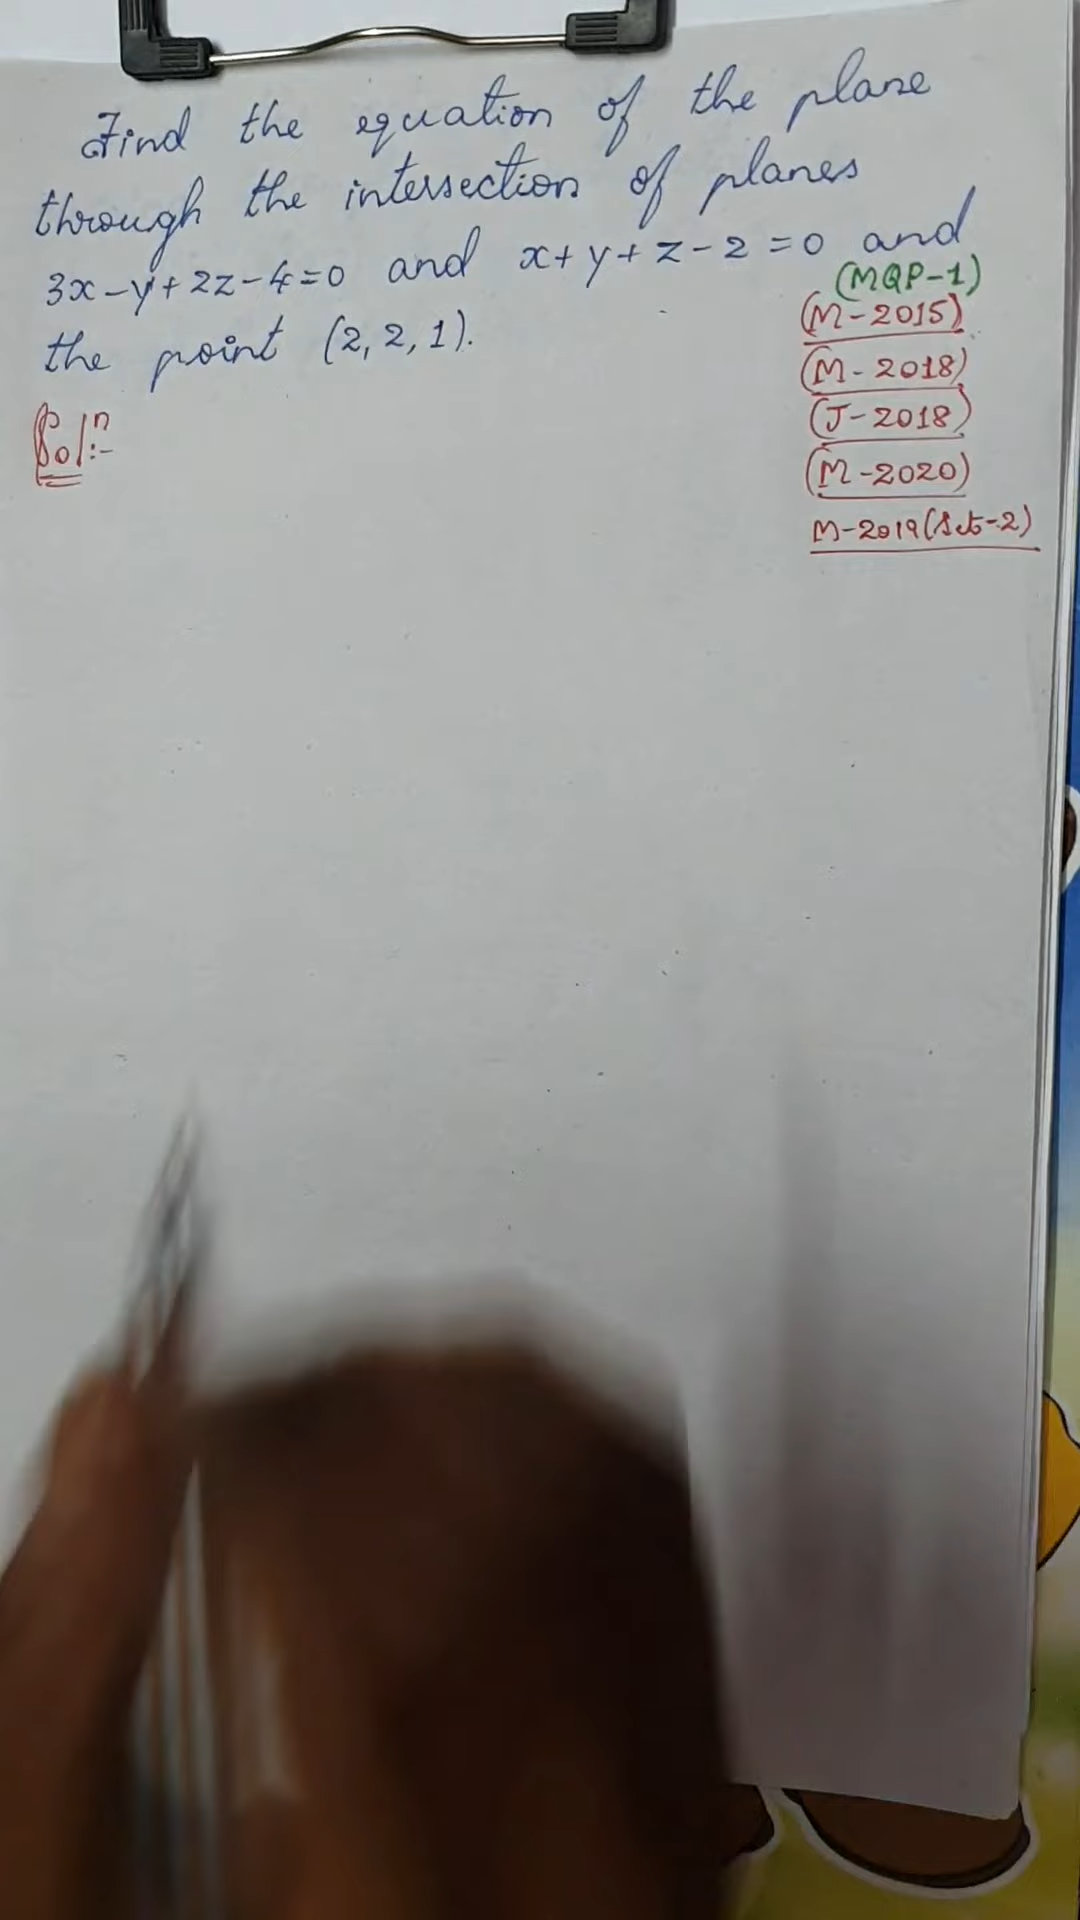 Find the equation of the plane
through the intersection of planes
3x-y+2z-4=0 and x+y+z-2=0 and
(MQP-1)
the point (2,2,1).
(M-2015)
(M-2018)
Solⁿ:-
(J-2018)
(M-2020)
M-2019(Set-2)